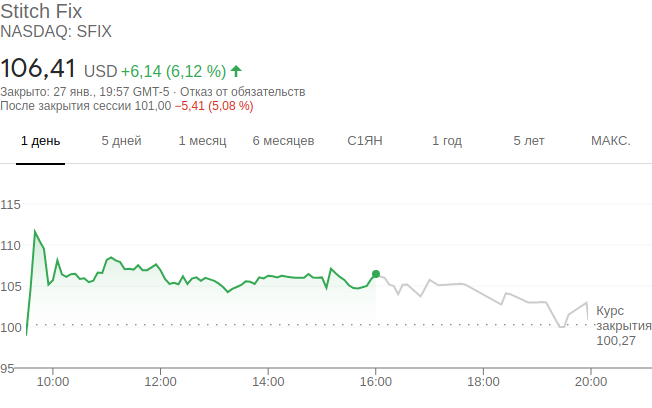 Stitch Fix
NASDAQ: SFIX
106,41 USD +6,14 (6,12 %)
Закрыто: 27 янв., 19:57 GMT-5 · Отказ от обязательств
После закрытия сессии 101,00 −5,41 (5,08 %)
1 день 5 дней 1 месяц 6 месяцев С1ЯН 1 год 5 лет МАКС.
115
110
105
100
95
Курс
закрытия
100,27
10:00 12:00 14:00 16:00 18:00 20:00